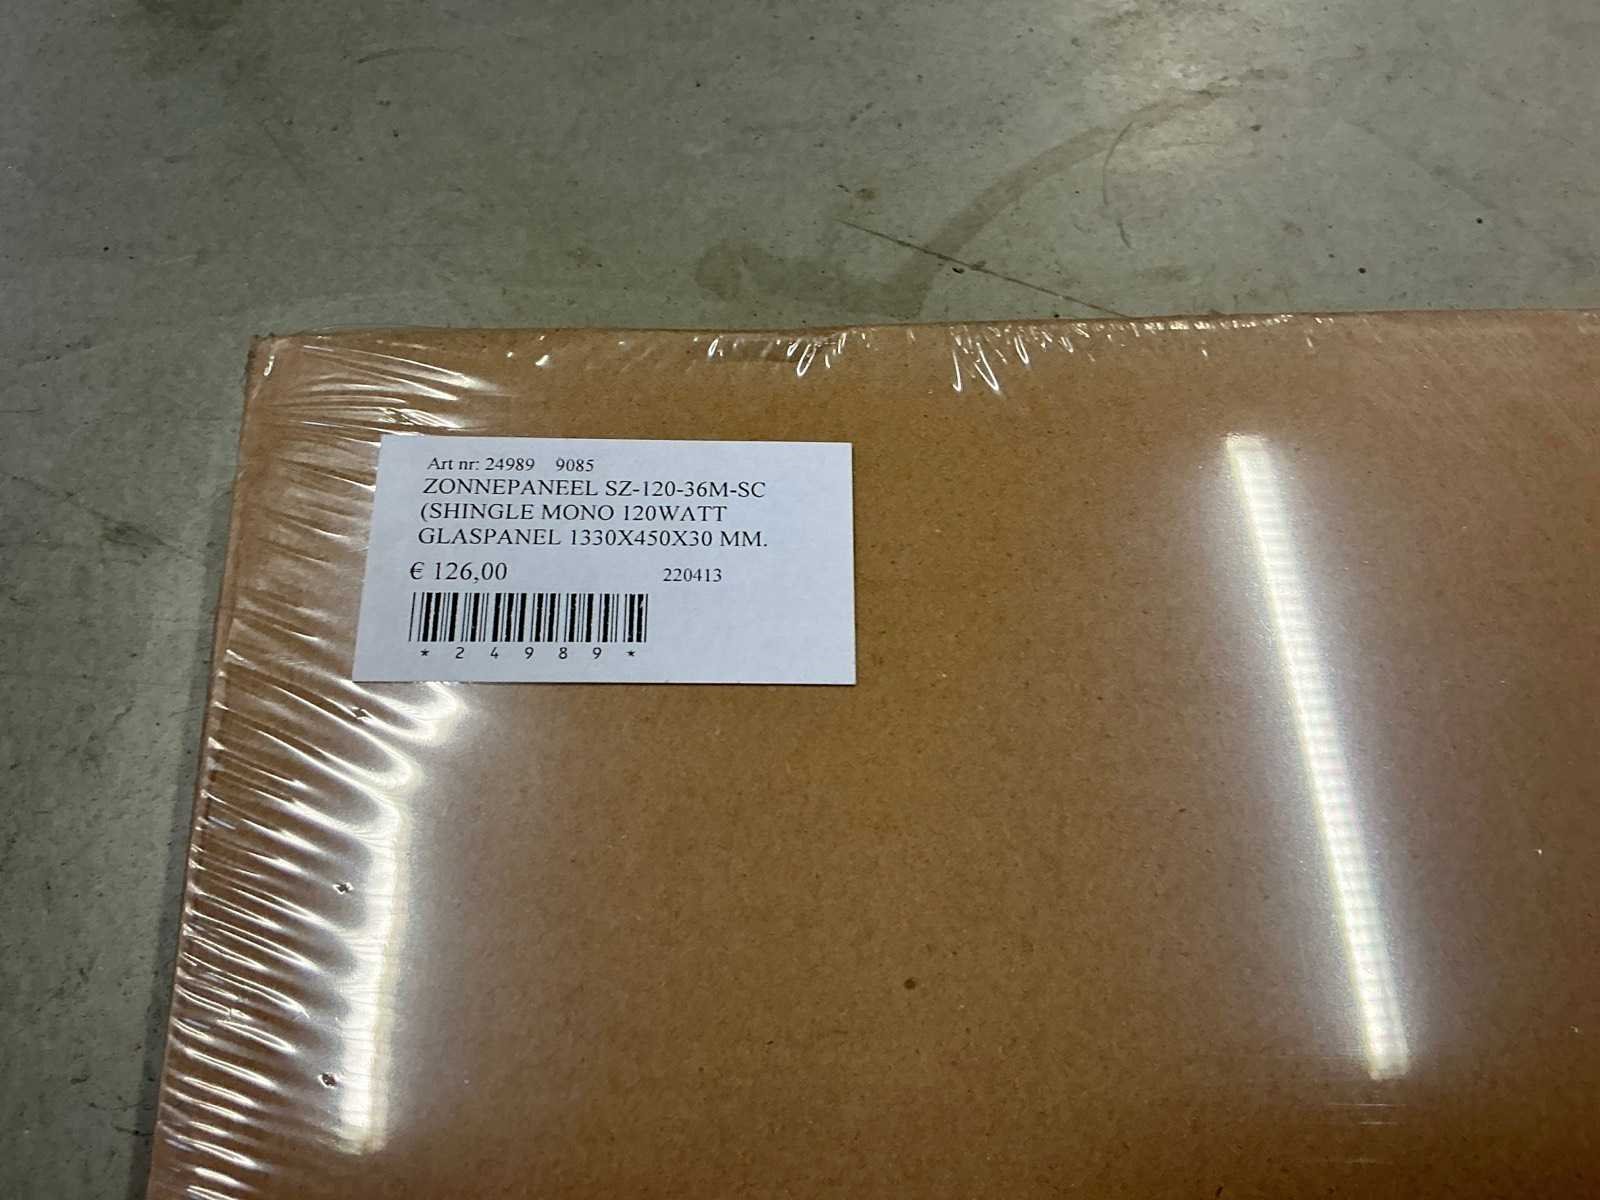 Art nr: 24989 9085
ZONNEPANEEL SZ-120-36M-SC
(SHINGLE MONO 120WATT
GLASPANEL 1330X450X30 MM.
€ 126,00 220413
* 2 4 9 8 9 *